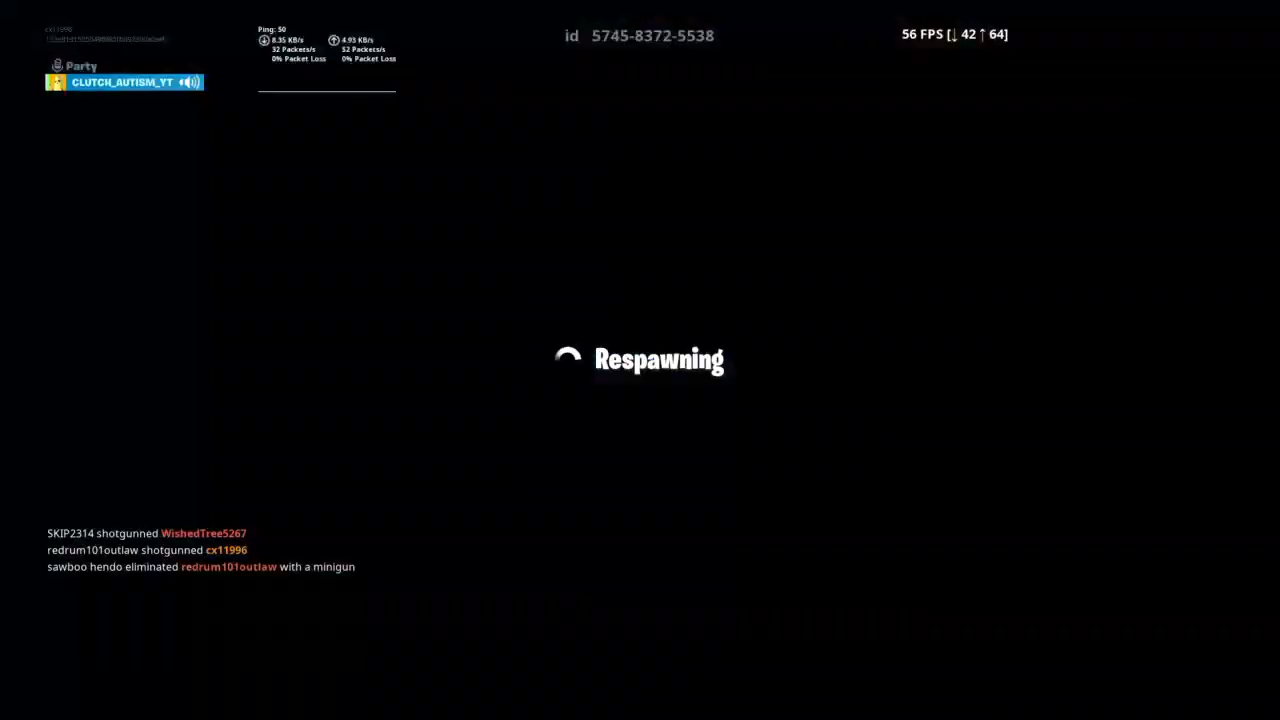 cx11996
Party
CLUTCH_AUTISM_YT
Ping: 50
8.35 KB/s 4.93 KB/s
32 Packets/s 52 Packets/s
0% Packet Loss 0% Packet Loss
id 5745-8372-5538
56 FPS [↓ 42 ↑ 64]
Respawning
SKIP2314 shotgunned WishedTree5267
redrum101outlaw shotgunned cx11996
sawboo hendo eliminated redrum101outlaw with a minigun